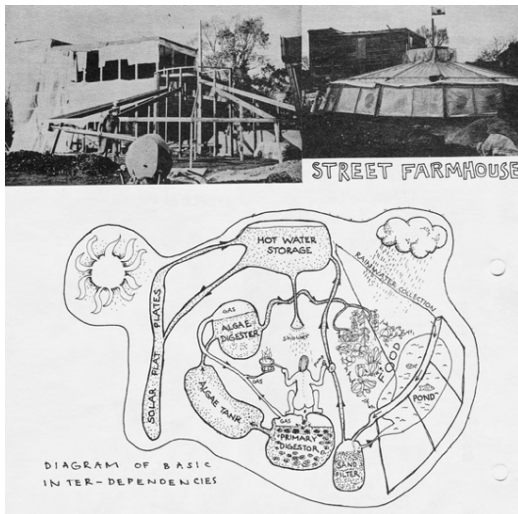 STREET FARMHOUSE
HOT WATER
STORAGE
RAINWATER COLLECTION
SOLAR FLAT PLATES
GAS
ALGAE
DIGESTER
SHOWER
FOOD
GAS
POND
ALGAE TANK
GAS
PRIMARY
DIGESTOR
SAND
FILTER
DIAGRAM OF BASIC
INTER-DEPENDENCIES